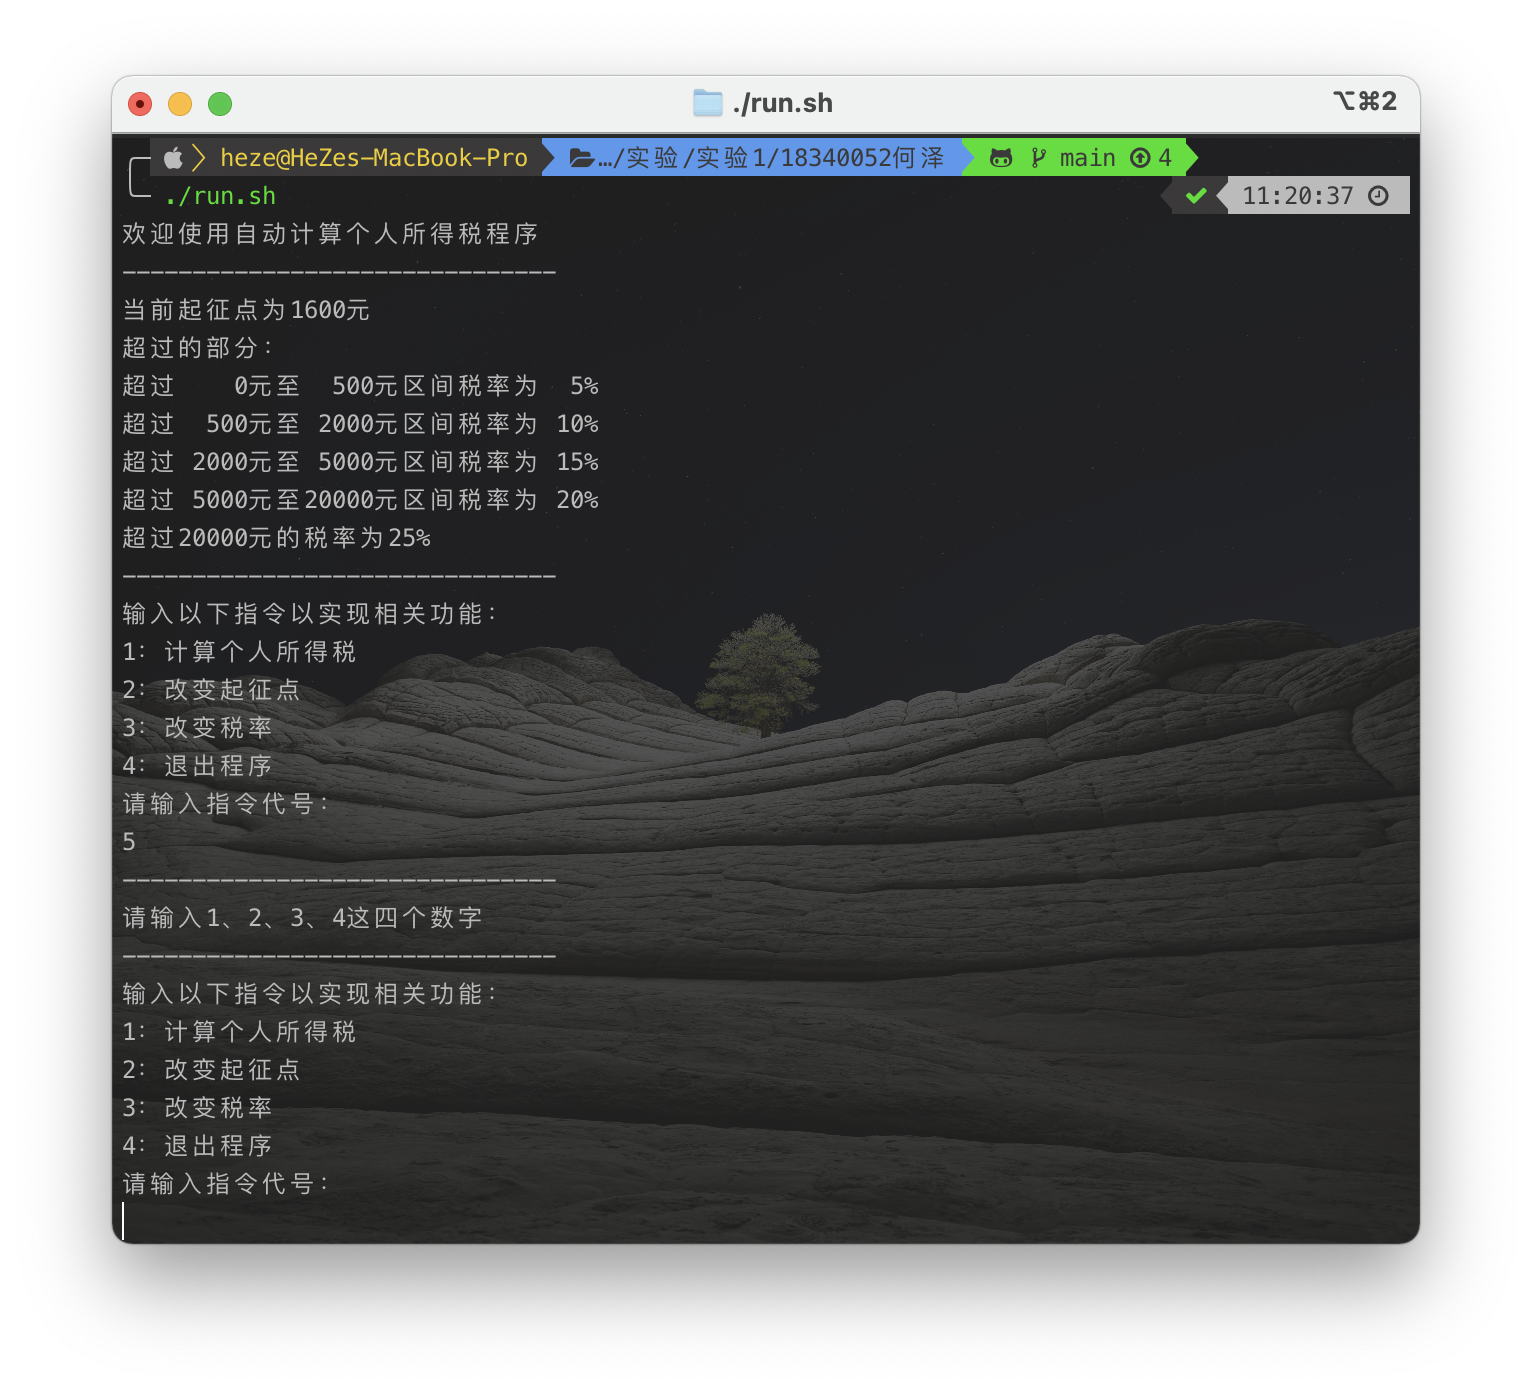 ./run.sh
⌥⌘2
heze@HeZes-MacBook-Pro …/实验/实验1/18340052何泽 main 4
./run.sh 11:20:37
欢迎使用自动计算个人所得税程序
-------------------------------
当前起征点为1600元
超过的部分：
超过    0元至  500元区间税率为  5%
超过  500元至 2000元区间税率为 10%
超过 2000元至 5000元区间税率为 15%
超过 5000元至20000元区间税率为 20%
超过20000元的税率为25%
-------------------------------
输入以下指令以实现相关功能：
1: 计算个人所得税
2: 改变起征点
3: 改变税率
4: 退出程序
请输入指令代号：
5
-------------------------------
请输入1、2、3、4这四个数字
-------------------------------
输入以下指令以实现相关功能：
1: 计算个人所得税
2: 改变起征点
3: 改变税率
4: 退出程序
请输入指令代号：